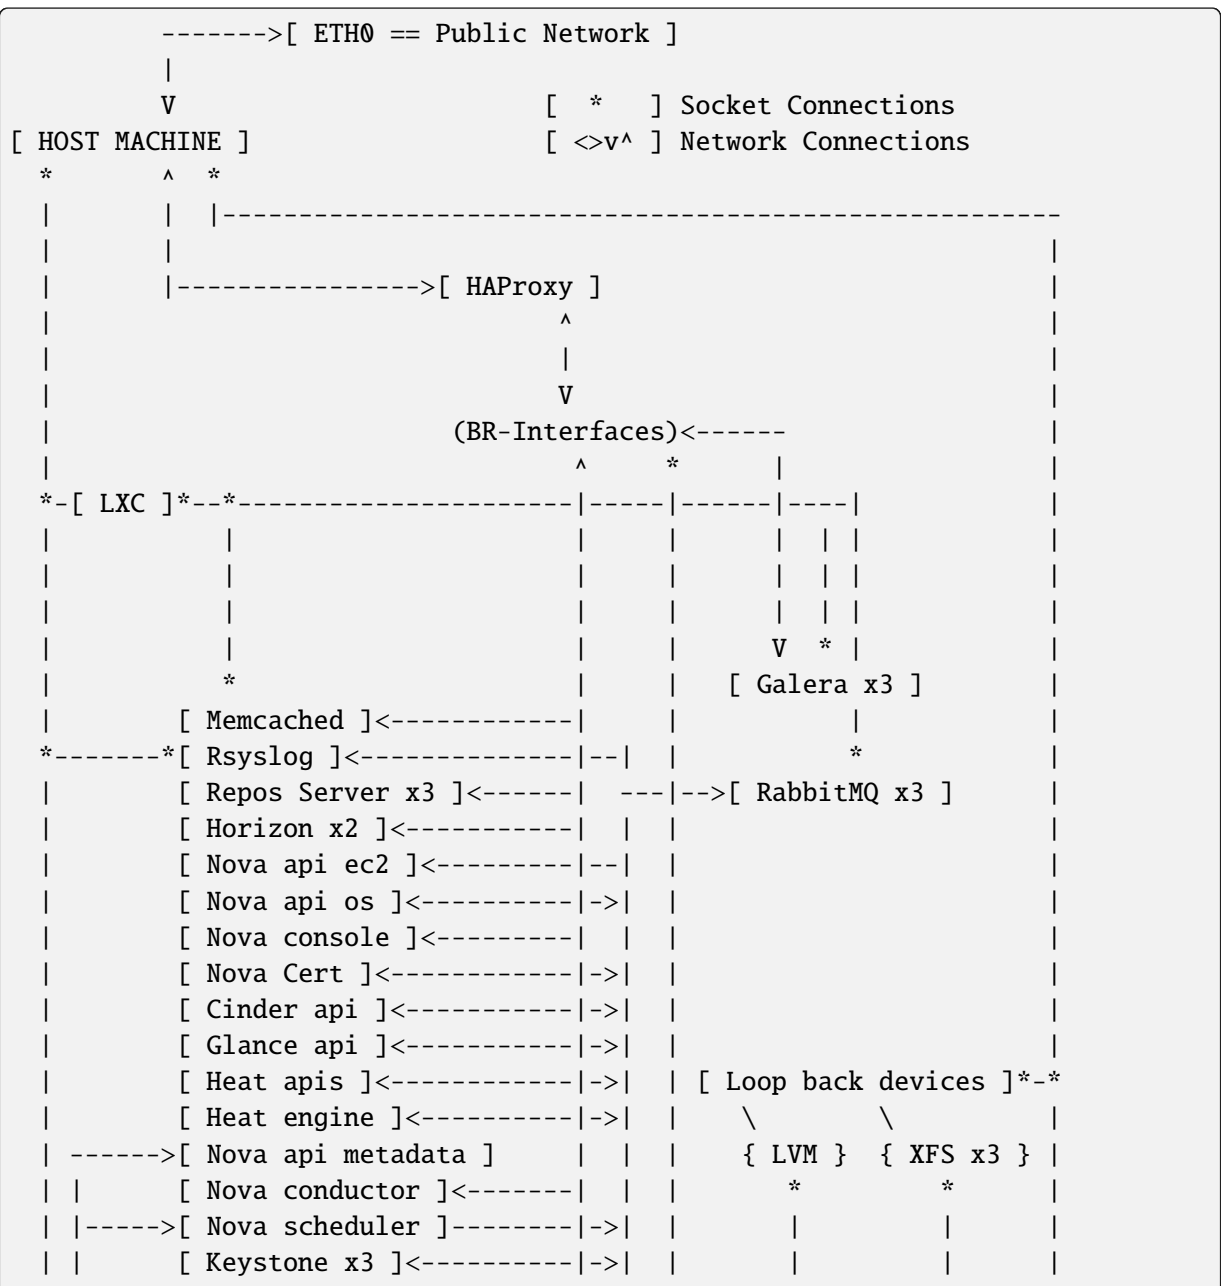 ------->[ ETH0 == Public Network ]
|
V [ * ] Socket Connections
[ HOST MACHINE ] [ <>v^ ] Network Connections
* ^ *
| | |-------------------------------------------------------
| | |
| |---------------->[ HAProxy ] |
| ^ |
| | |
| V |
| (BR-Interfaces)<------ |
| ^ * | |
*-[ LXC ]*--*----------------------|-----|------|----| |
| | | | | | | |
| | | | | | | |
| | | | | | | |
| | | | V * | |
| * | | [ Galera x3 ] |
| [ Memcached ]<------------| | | |
*-------*[ Rsyslog ]<--------------|--| | * |
| [ Repos Server x3 ]<------| ---|-->[ RabbitMQ x3 ] |
| [ Horizon x2 ]<-----------| | | |
| [ Nova api ec2 ]<---------|--| | |
| [ Nova api os ]<----------|->| | |
| [ Nova console ]<---------| | | |
| [ Nova Cert ]<------------|->| | |
| [ Cinder api ]<-----------|->| | |
| [ Glance api ]<-----------|->| | |
| [ Heat apis ]<------------|->| | [ Loop back devices ]*-*
| [ Heat engine ]<----------|->| | \ \ |
| ------>[ Nova api metadata ] | | | { LVM } { XFS x3 } |
| | [ Nova conductor ]<-------| | | * * |
| |----->[ Nova scheduler ]--------|->| | | | |
| | [ Keystone x3 ]<----------|->| | | | |